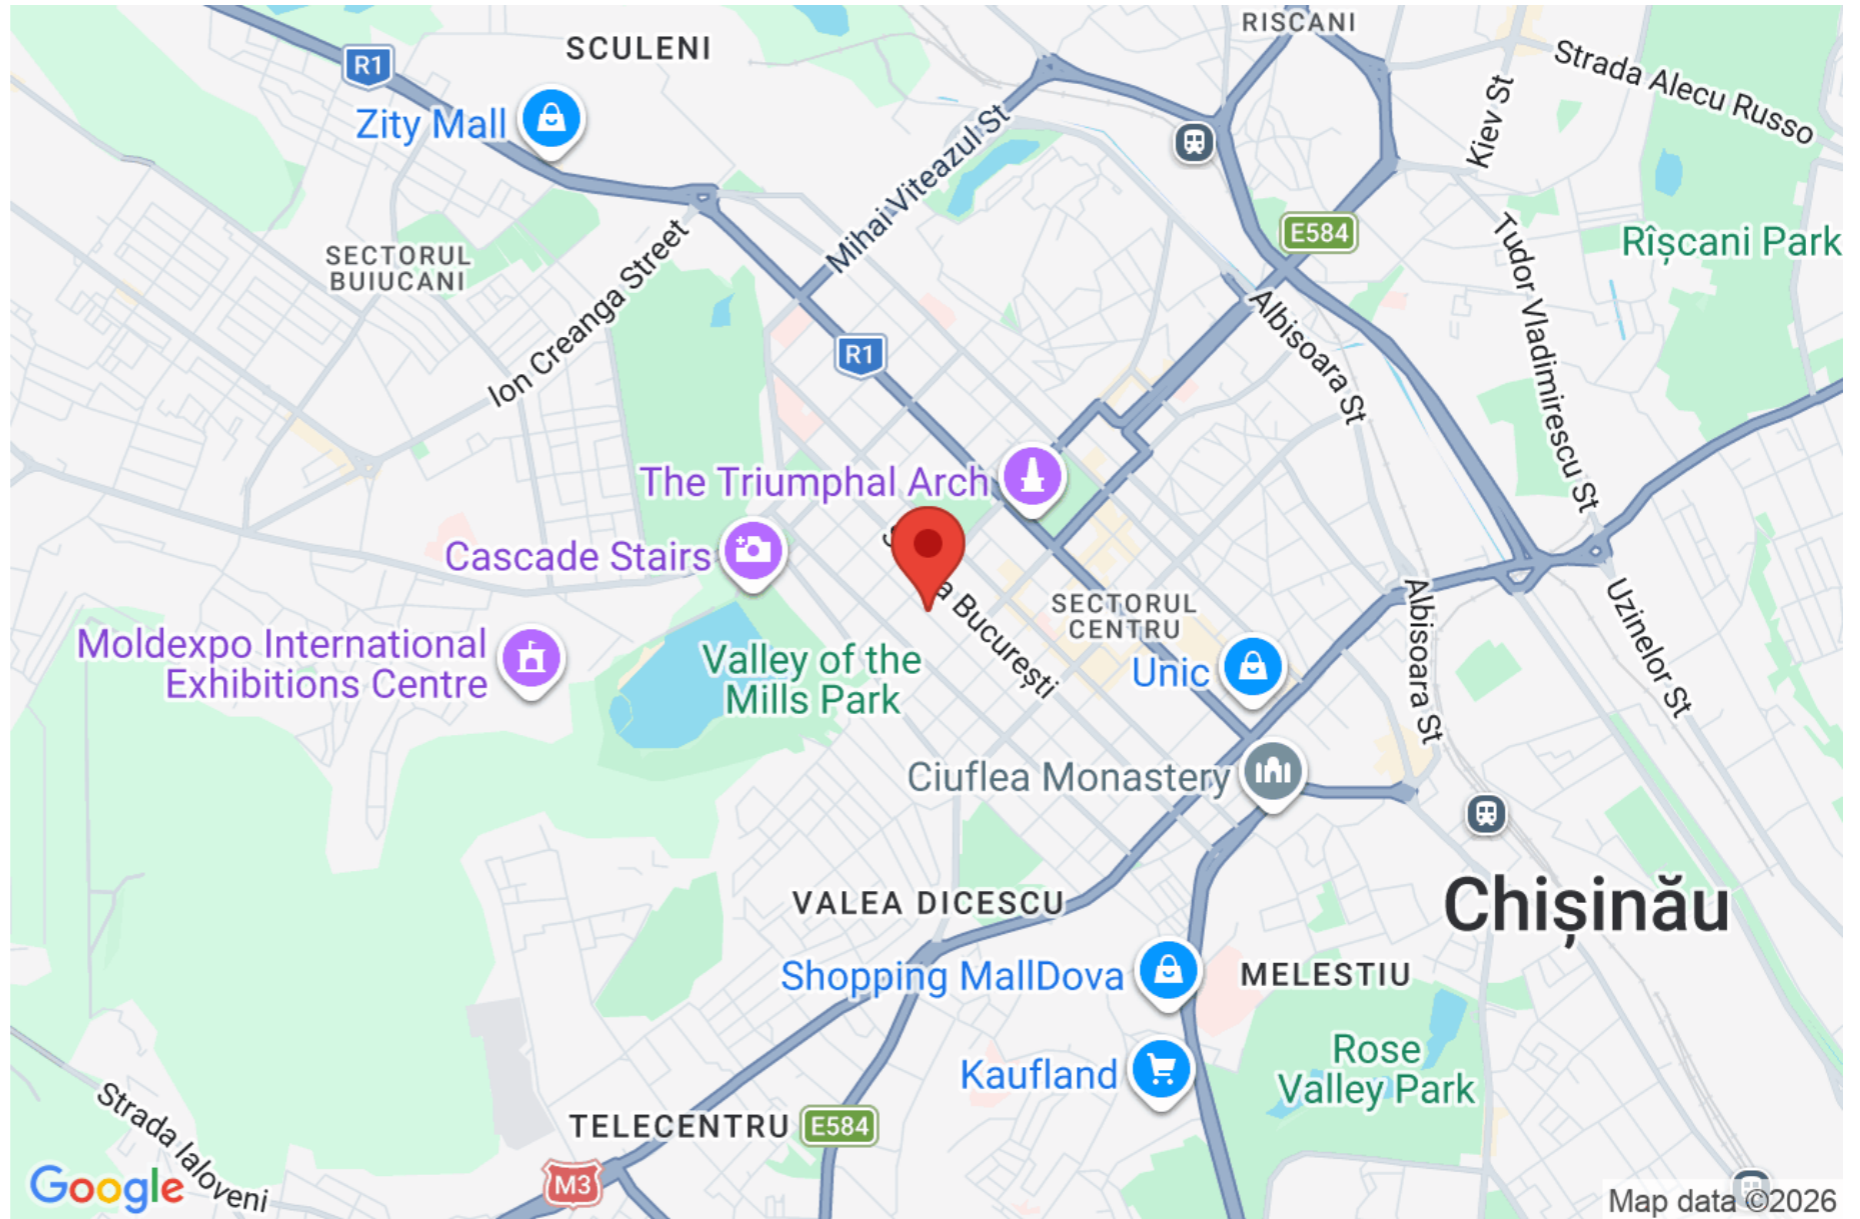 RISCANI
SCULENI
R1
Strada Alecu Russo
Zity Mall
Kiev St
Mihai Viteazul St
E584
Rîșcani Park
SECTORUL
BUIUCANI
Ion Creanga Street
Tudor Vladimirescu St
Albisoara St
R1
The Triumphal Arch
Cascade Stairs
București
SECTORUL
CENTRU
Albisoara St
Uzinelor St
Moldexpo International
Exhibitions Centre
Valley of the
Mills Park
Unic
Ciuflea Monastery
VALEA DICESCU
Chișinău
Shopping MallDova
MELESTIU
Kaufland
Rose
Valley Park
Strada Ialoveni
TELECENTRU
E584
M3
Google
Map data ©2026